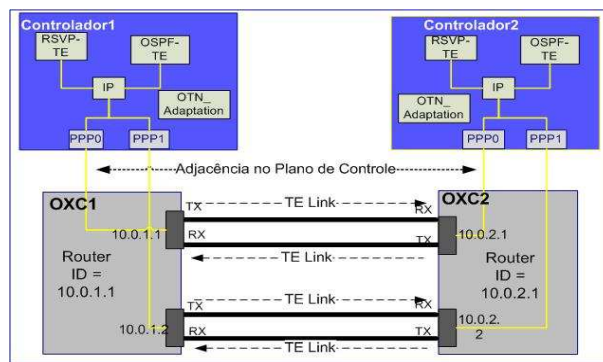 Controlador1
RSVP-
TE
OSPF-
TE
IP
OTN_
Adaptation
PPP0
PPP1
Controlador2
RSVP-
TE
OSPF-
TE
IP
OTN_
Adaptation
PPP0
PPP1
Adjacência no Plano de Controle
OXC1
10.0.1.1
Router
ID =
10.0.1.1
10.0.1.2
TX
TE Link
RX
RX
TX
TE Link
TX
TE Link
RX
RX
TX
TE Link
OXC2
10.0.2.1
Router
ID =
10.0.2.1
10.0.2.
2